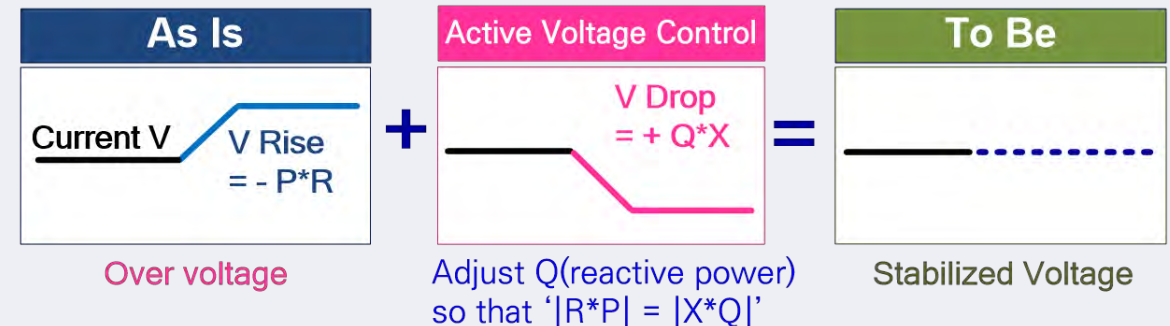 As Is
Current V
V Rise
= - P*R
Over voltage
+
Active Voltage Control
V Drop
= + Q*X
Adjust Q(reactive power)
so that ‘|R*P| = |X*Q|’
=
To Be
Stabilized Voltage